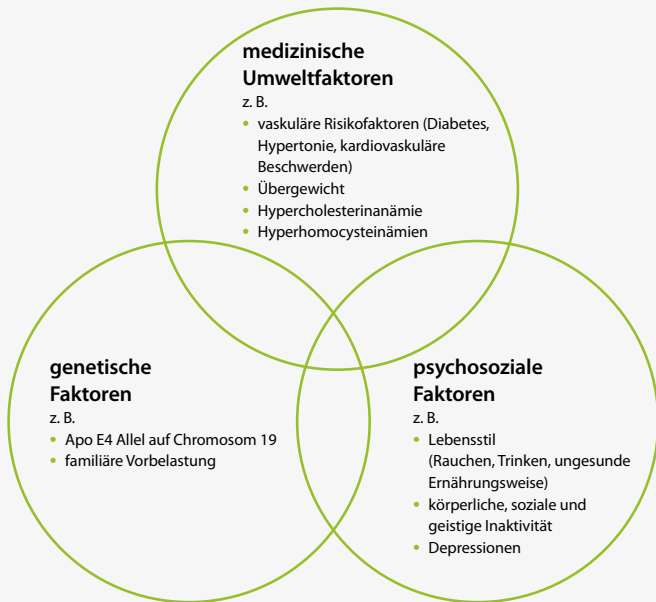 medizinische
Umweltfaktoren
z. B.
• vaskuläre Risikofaktoren (Diabetes,
Hypertonie, kardiovaskuläre
Beschwerden)
• Übergewicht
• Hypercholesterinanämie
• Hyperhomocysteinämien
genetische
Faktoren
z. B.
• Apo E4 Allel auf Chromosom 19
• familiäre Vorbelastung
psychosoziale
Faktoren
z. B.
• Lebensstil
(Rauchen, Trinken, ungesunde
Ernährungsweise)
• körperliche, soziale und
geistige Inaktivität
• Depressionen